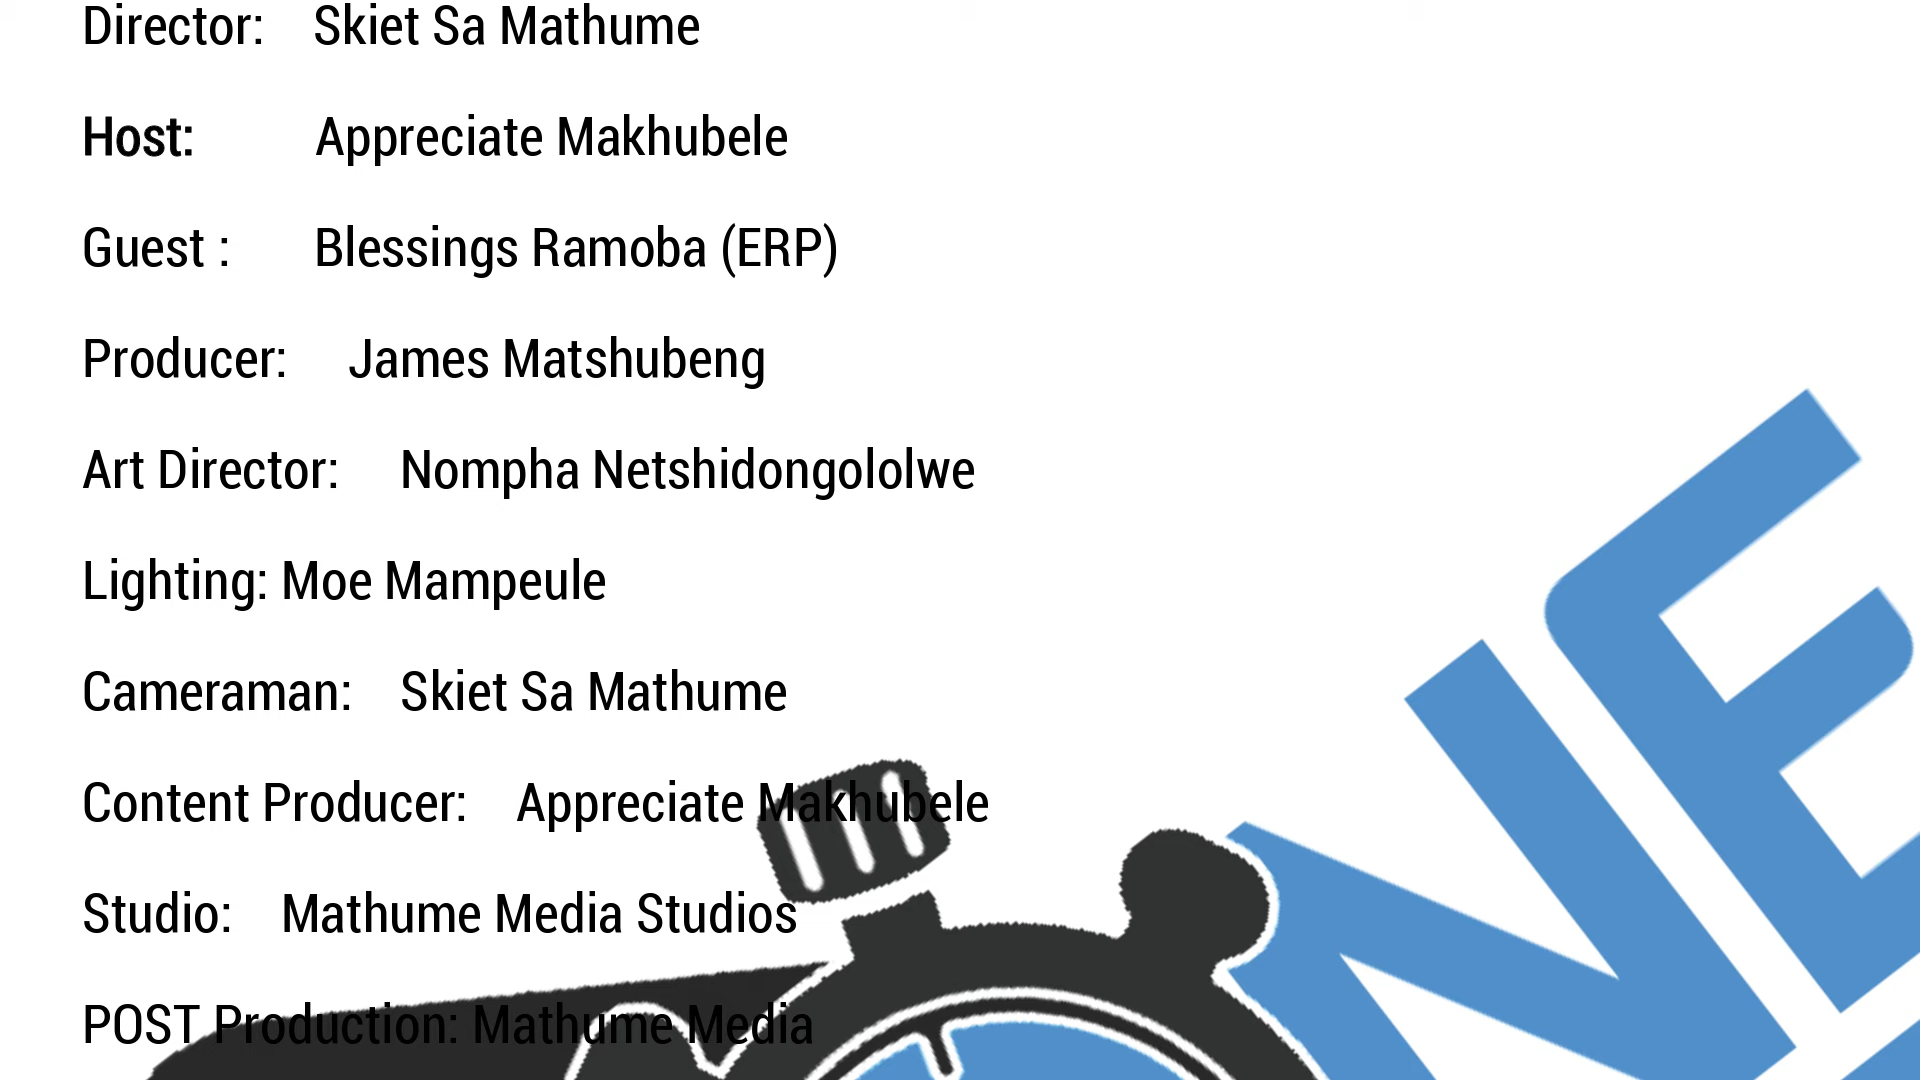 Director: Skiet Sa Mathume
Host: Appreciate Makhubele
Guest : Blessings Ramoba (ERP)
Producer: James Matshubeng
Art Director: Nompha Netshidongololwe
Lighting: Moe Mampeule
Cameraman: Skiet Sa Mathume
Content Producer: Appreciate Makhubele
Studio: Mathume Media Studios
POST Production: Mathume Media
NE